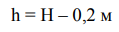 h = H – 0,2 м